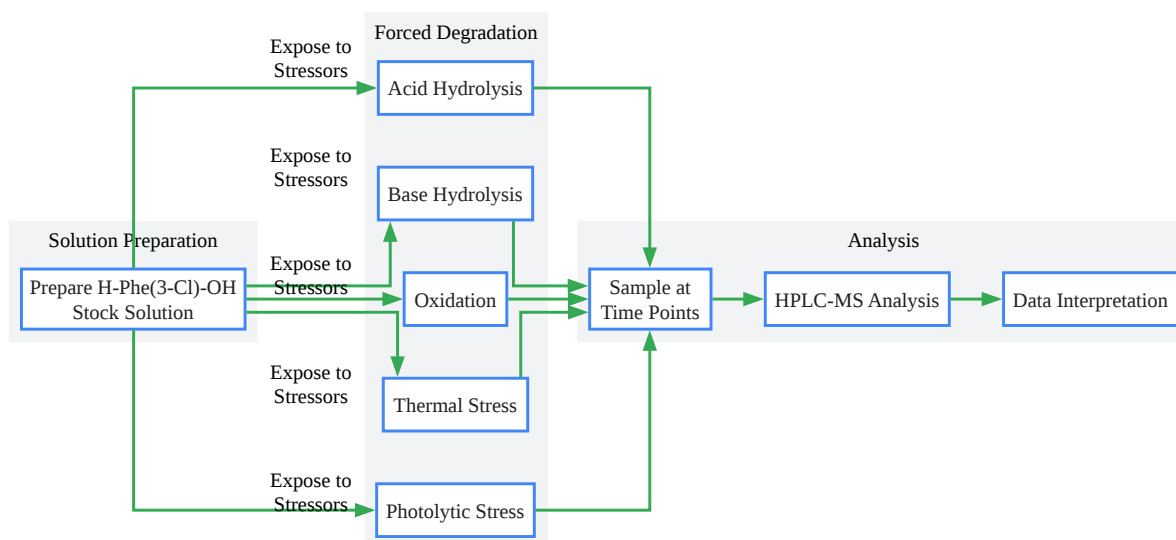 Forced Degradation
Expose to
Stressors
Acid Hydrolysis
Expose to
Stressors
Base Hydrolysis
Solution Preparation
Analysis
Expose to
Stressors
Prepare H-Phe(3-Cl)-OH
Stock Solution
Oxidation
Sample at
Time Points
HPLC-MS Analysis
Data Interpretation
Expose to
Stressors
Thermal Stress
Expose to
Stressors
Photolytic Stress